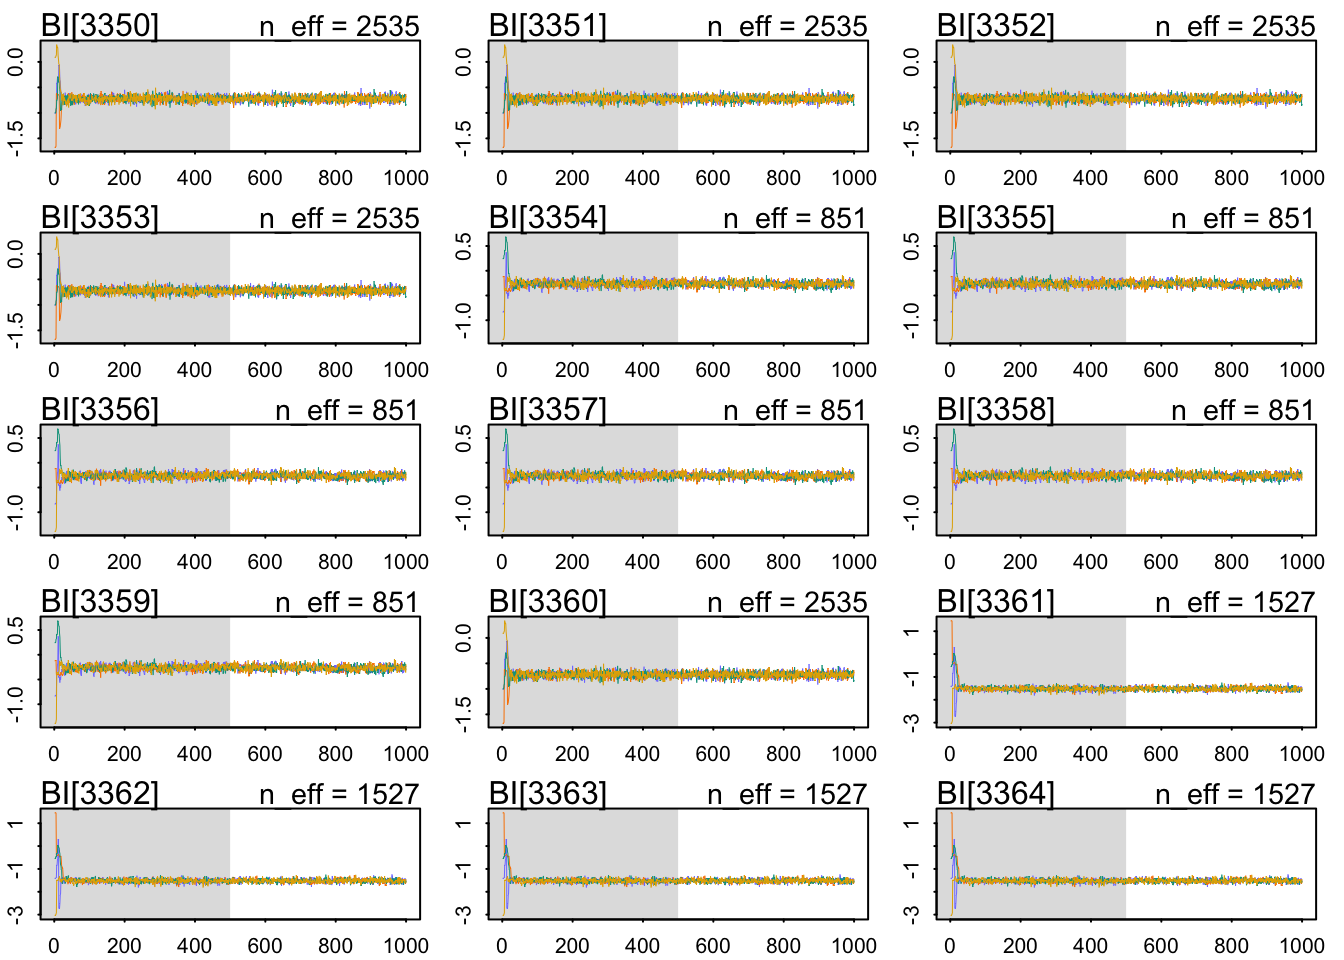 BI[3350] n_eff = 2535 BI[3351] n_eff = 2535 BI[3352] n_eff = 2535
0.0 0.0 0.0
-1.5 -1.5 -1.5
0 200 400 600 800 1000 0 200 400 600 800 1000 0 200 400 600 800 1000
BI[3353] n_eff = 2535 BI[3354] n_eff = 851 BI[3355] n_eff = 851
0.0 0.5 0.5
-1.5 -1.0 -1.0
0 200 400 600 800 1000 0 200 400 600 800 1000 0 200 400 600 800 1000
BI[3356] n_eff = 851 BI[3357] n_eff = 851 BI[3358] n_eff = 851
0.5 0.5 0.5
-1.0 -1.0 -1.0
0 200 400 600 800 1000 0 200 400 600 800 1000 0 200 400 600 800 1000
BI[3359] n_eff = 851 BI[3360] n_eff = 2535 BI[3361] n_eff = 1527
0.5 0.0 1
-1
-1.0 -1.5 -3
0 200 400 600 800 1000 0 200 400 600 800 1000 0 200 400 600 800 1000
BI[3362] n_eff = 1527 BI[3363] n_eff = 1527 BI[3364] n_eff = 1527
1 1 1
-1 -1 -1
-3 -3 -3
0 200 400 600 800 1000 0 200 400 600 800 1000 0 200 400 600 800 1000